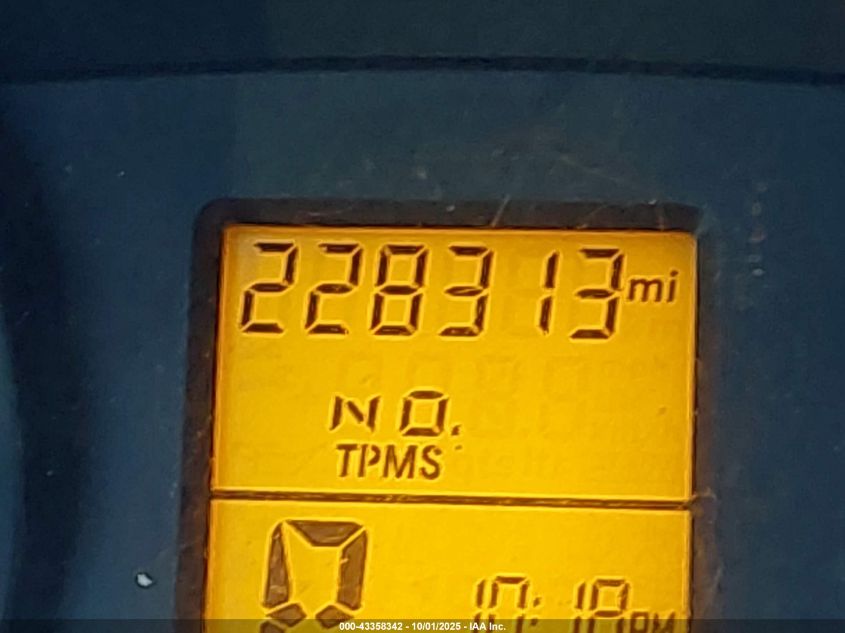 228313 mi
NO.
TPMS
000-43358342 - 10/01/2025 - IAA Inc.